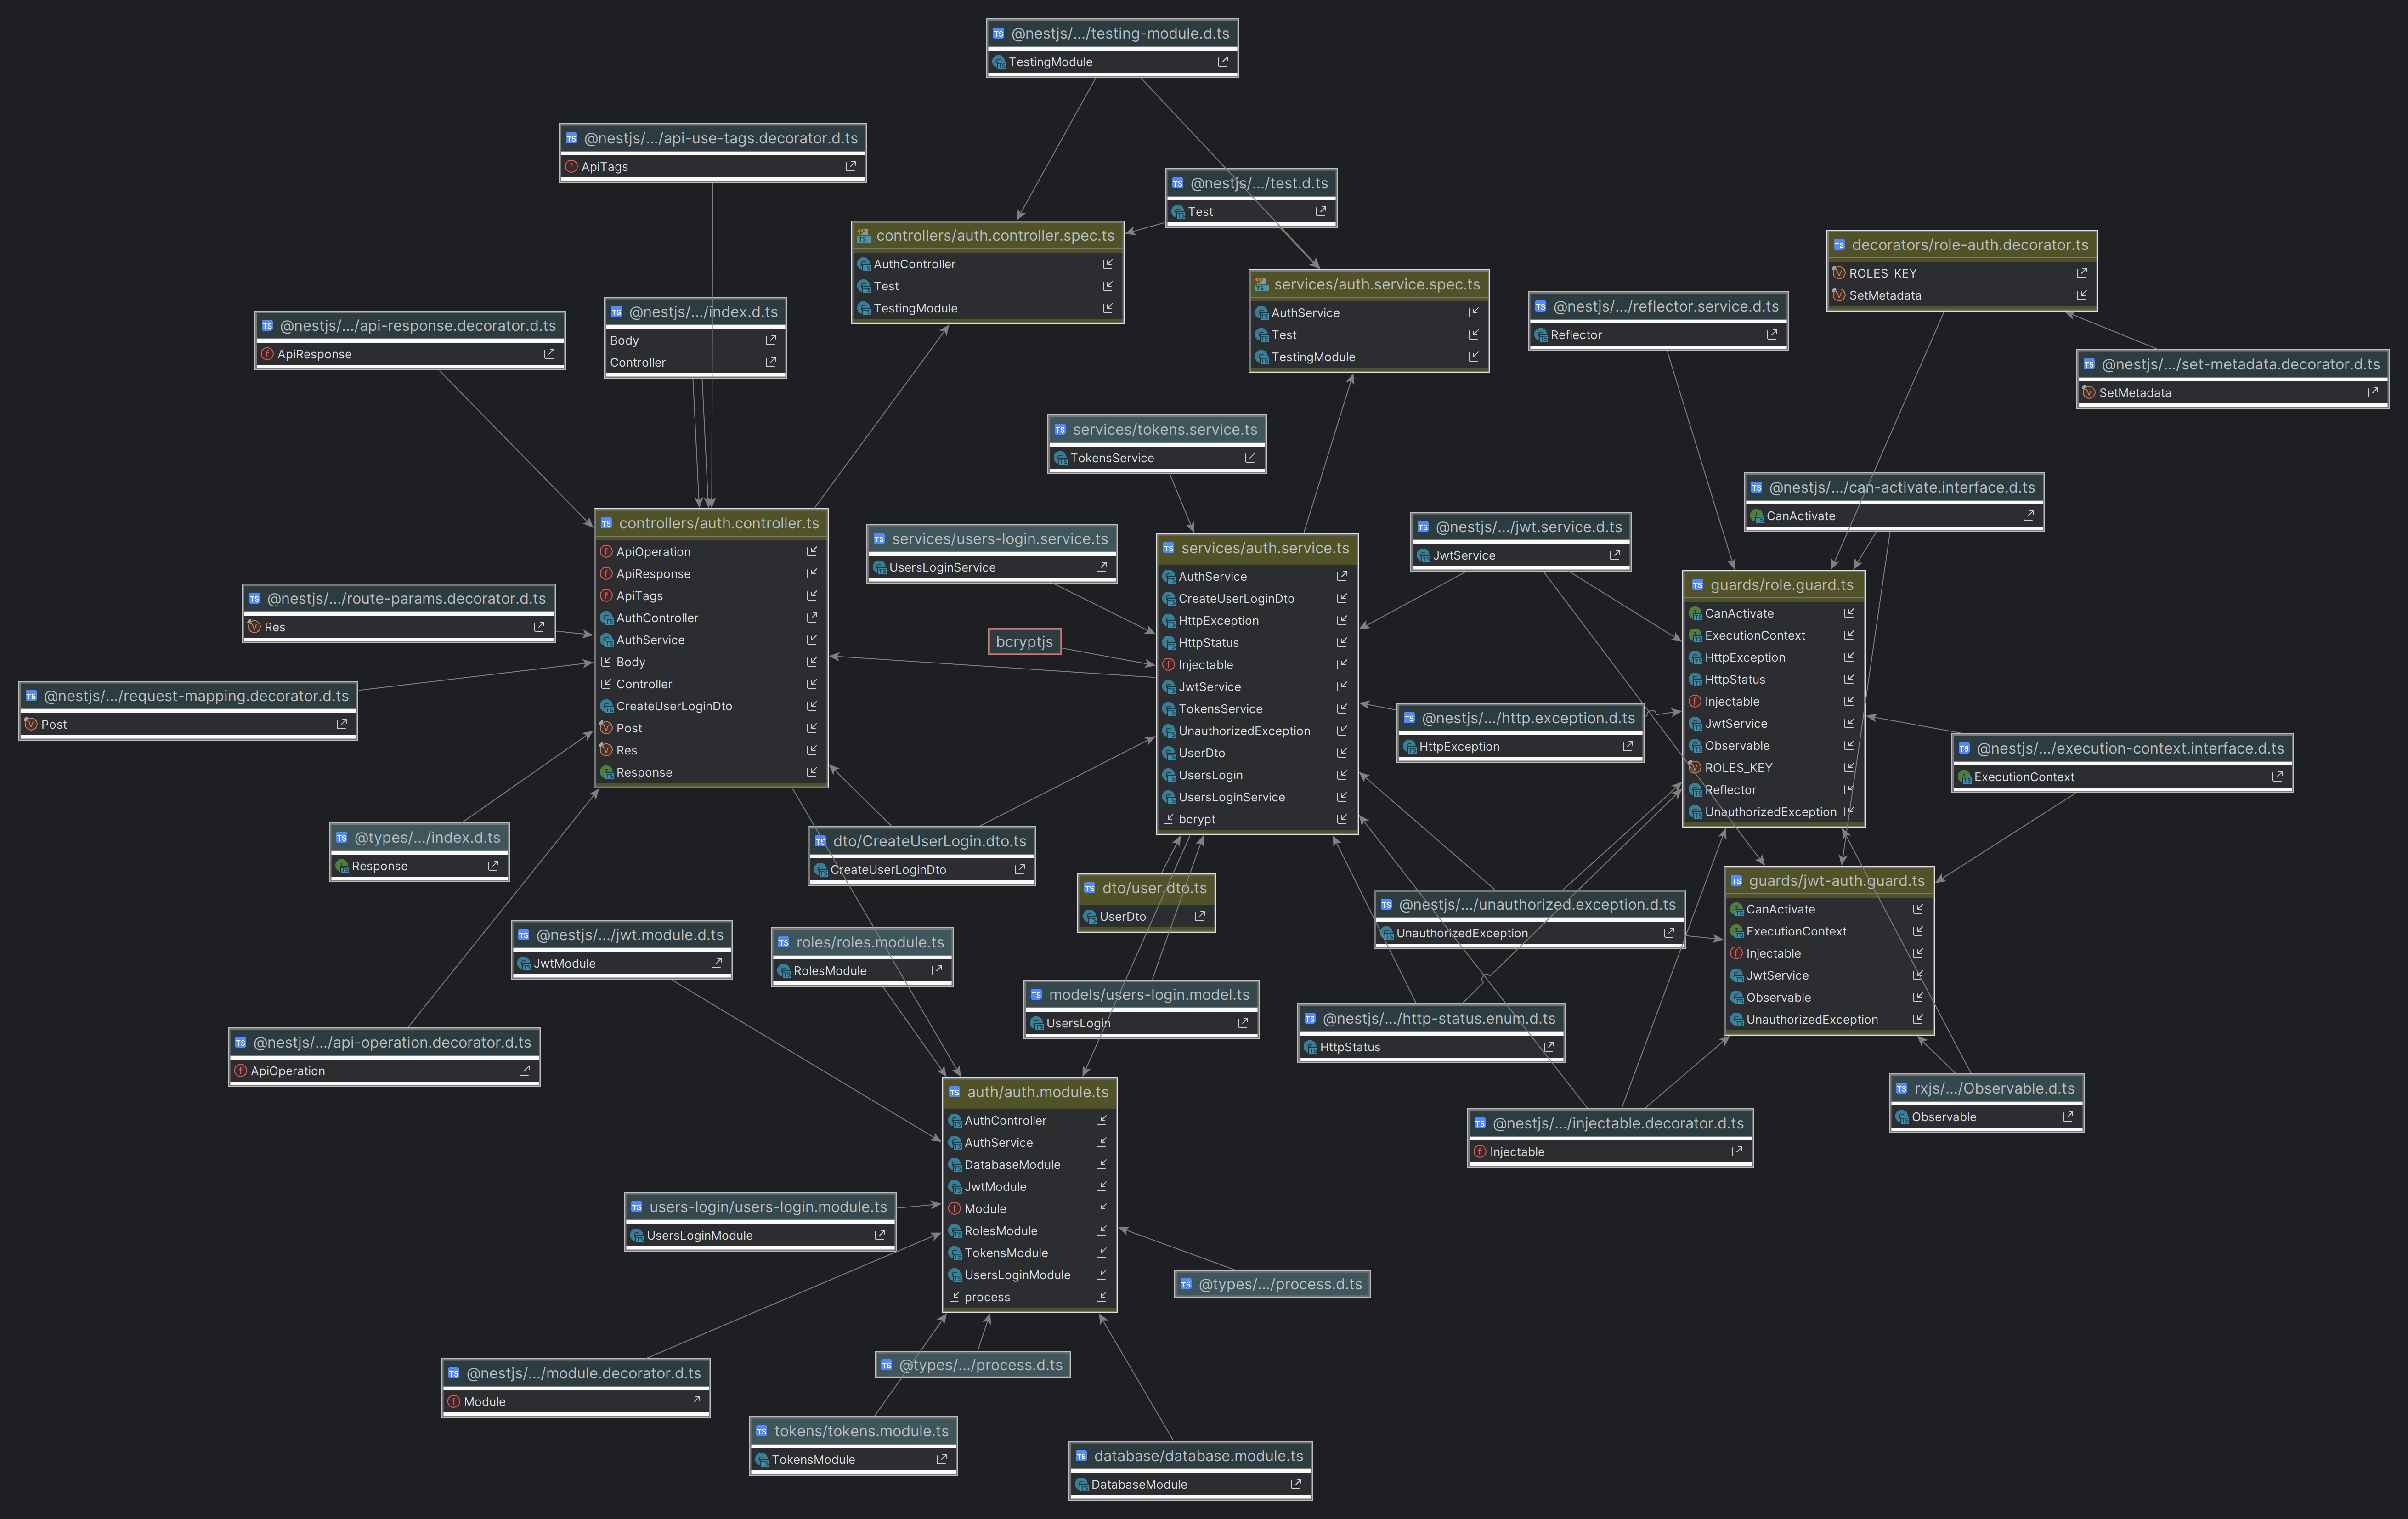 @nestjs/.../testing-module.d.ts
TestingModule
@nestjs/.../api-use-tags.decorator.d.ts
ApiTags
@nestjs/.../test.d.ts
Test
controllers/auth.controller.spec.ts
AuthController
Test
TestingModule
decorators/role-auth.decorator.ts
ROLES_KEY
SetMetadata
services/auth.service.spec.ts
AuthService
Test
TestingModule
@nestjs/.../reflector.service.d.ts
Reflector
@nestjs/.../index.d.ts
Body
Controller
@nestjs/.../api-response.decorator.d.ts
ApiResponse
@nestjs/.../set-metadata.decorator.d.ts
SetMetadata
services/tokens.service.ts
TokensService
@nestjs/.../can-activate.interface.d.ts
CanActivate
controllers/auth.controller.ts
ApiOperation
ApiResponse
ApiTags
AuthController
AuthService
Body
Controller
CreateUserLoginDto
Post
Res
Response
services/users-login.service.ts
UsersLoginService
@nestjs/.../jwt.service.d.ts
JwtService
services/auth.service.ts
AuthService
CreateUserLoginDto
HttpException
HttpStatus
Injectable
JwtService
TokensService
UnauthorizedException
UserDto
UsersLogin
UsersLoginService
bcrypt
guards/role.guard.ts
CanActivate
ExecutionContext
HttpException
HttpStatus
Injectable
JwtService
Observable
ROLES_KEY
Reflector
UnauthorizedException
@nestjs/.../route-params.decorator.d.ts
Res
bcryptjs
@nestjs/.../request-mapping.decorator.d.ts
Post
@nestjs/.../http.exception.d.ts
HttpException
@nestjs/.../execution-context.interface.d.ts
ExecutionContext
@types/.../index.d.ts
Response
dto/CreateUserLogin.dto.ts
CreateUserLoginDto
dto/user.dto.ts
UserDto
@nestjs/.../unauthorized.exception.d.ts
UnauthorizedException
guards/jwt-auth.guard.ts
CanActivate
ExecutionContext
Injectable
JwtService
Observable
UnauthorizedException
@nestjs/.../jwt.module.d.ts
JwtModule
roles/roles.module.ts
RolesModule
models/users-login.model.ts
UsersLogin
@nestjs/.../http-status.enum.d.ts
HttpStatus
@nestjs/.../api-operation.decorator.d.ts
ApiOperation
auth/auth.module.ts
AuthController
AuthService
DatabaseModule
JwtModule
Module
RolesModule
TokensModule
UsersLoginModule
process
rxjs/.../Observable.d.ts
Observable
@nestjs/.../injectable.decorator.d.ts
Injectable
users-login/users-login.module.ts
UsersLoginModule
@types/.../process.d.ts
@nestjs/.../module.decorator.d.ts
Module
@types/.../process.d.ts
tokens/tokens.module.ts
TokensModule
database/database.module.ts
DatabaseModule